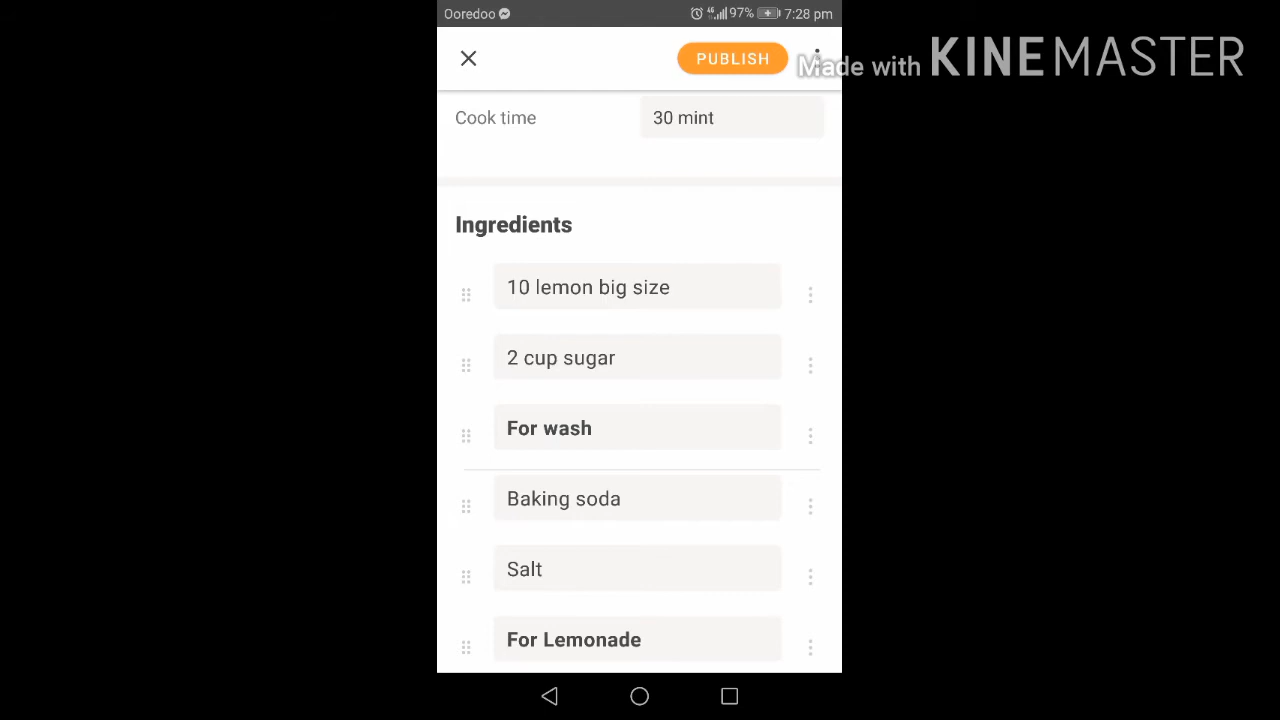 Ooredoo 4G 97% 7:28 pm
PUBLISH
Made with KINEMASTER
Cook time 30 mint
Ingredients
10 lemon big size
2 cup sugar
For wash
Baking soda
Salt
For Lemonade